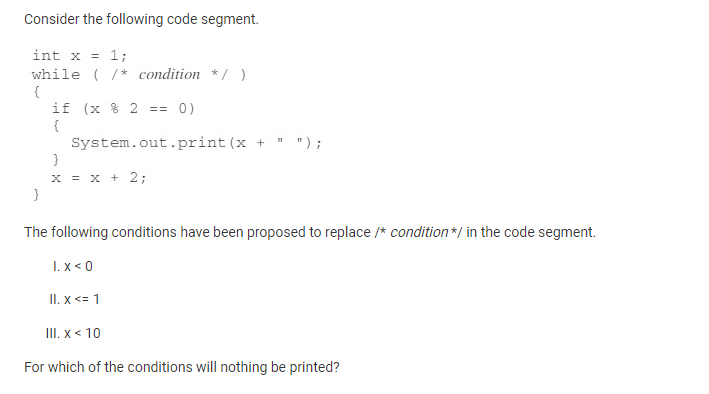 Consider the following code segment.
int x = 1;
while ( /* condition */ )
{
if (x % 2 == 0)
{
System.out.print(x + " ");
}
x = x + 2;
}
The following conditions have been proposed to replace /* condition */ in the code segment.
I. x < 0
II. x <= 1
III. x < 10
For which of the conditions will nothing be printed?